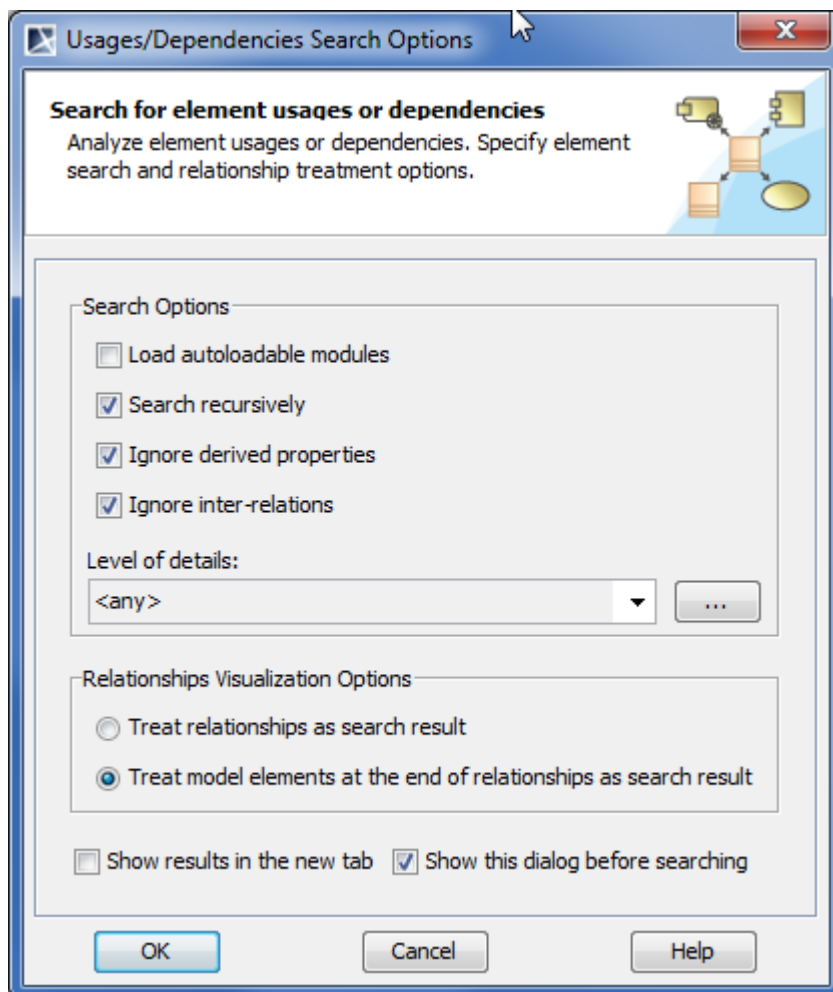 Usages/Dependencies Search Options
Search for element usages or dependencies
Analyze element usages or dependencies. Specify element
search and relationship treatment options.
Search Options
Load autoloadable modules
Search recursively
Ignore derived properties
Ignore inter-relations
Level of details:
<any>
...
Relationships Visualization Options
Treat relationships as search result
Treat model elements at the end of relationships as search result
Show results in the new tab Show this dialog before searching
OK Cancel Help